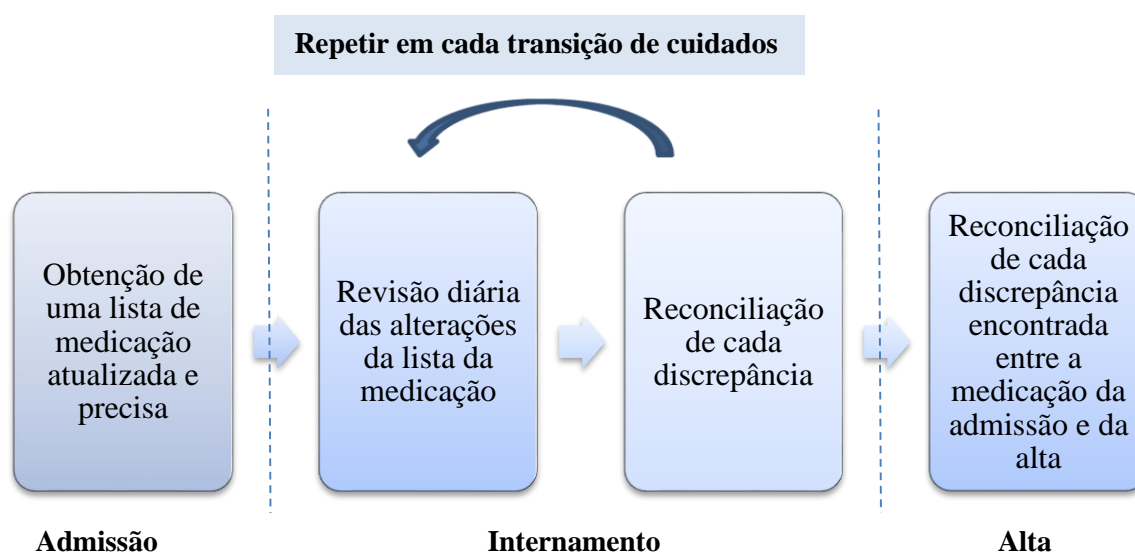 Repetir em cada transição de cuidados
Obtenção de
uma lista de
medicação
atualizada e
precisa
Revisão diária
das alterações
da lista da
medicação
Reconciliação
de cada
discrepância
Reconciliação
de cada
discrepância
encontrada
entre a
medicação da
admissão e da
alta
Admissão
Internamento
Alta